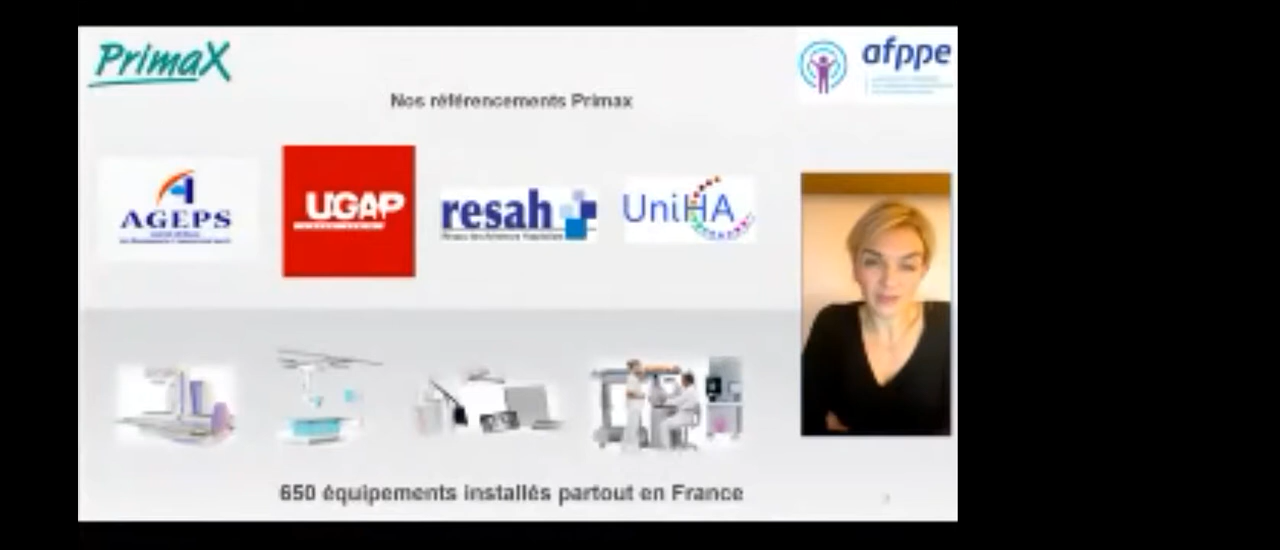 PrimaX
afppe
Nos référencements Primax
AGEPS
UGAP
resah
UniHA
650 équipements installés partout en France